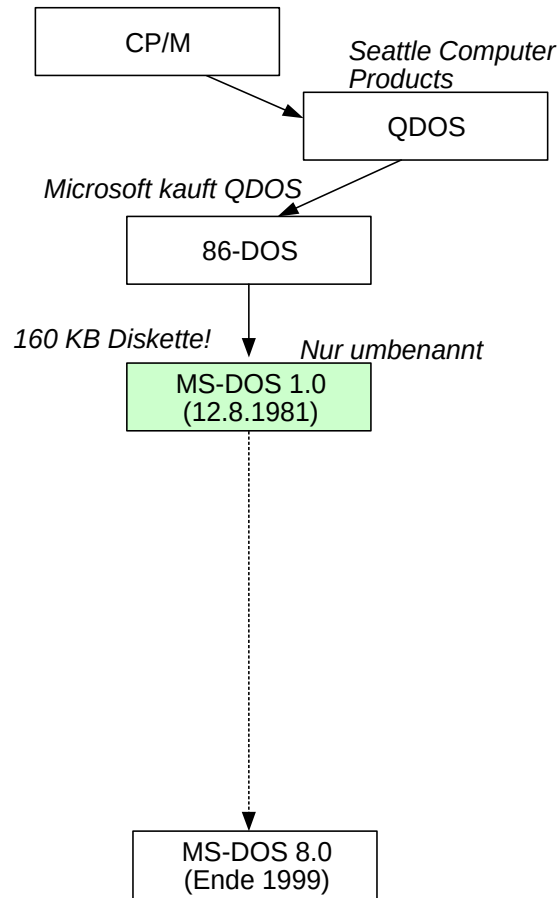 CP/M
Seattle Computer
Products
QDOS
Microsoft kauft QDOS
86-DOS
160 KB Diskette!
Nur umbenannt
MS-DOS 1.0
(12.8.1981)
MS-DOS 8.0
(Ende 1999)